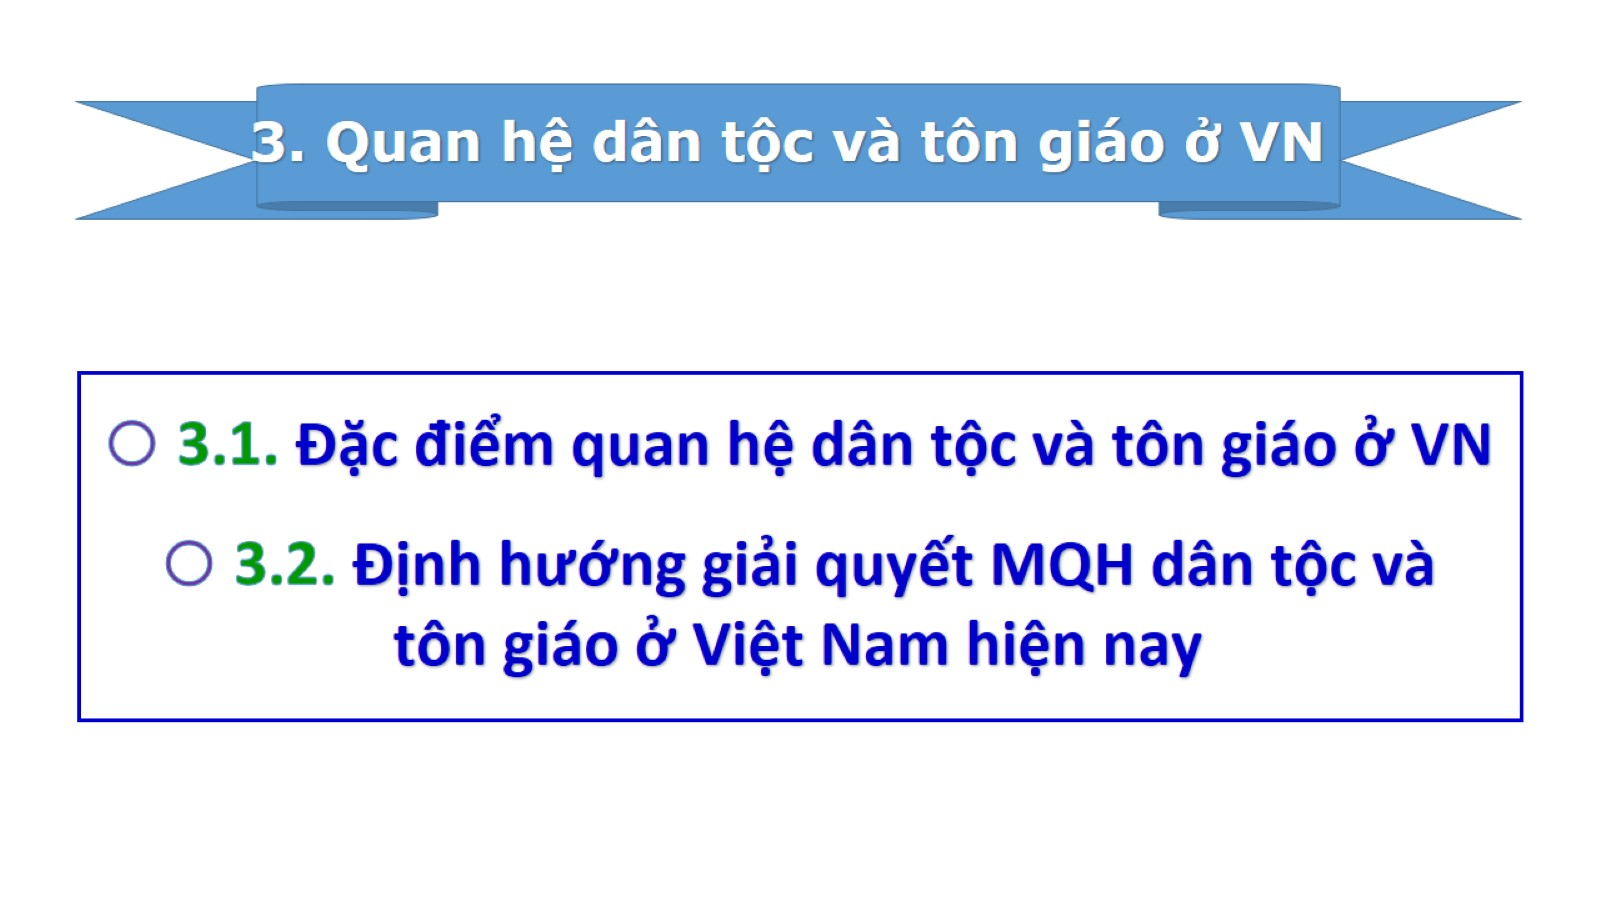 3. Quan hệ dân tộc và tôn giáo ở VN
3.1. Đặc điểm quan hệ dân tộc và tôn giáo ở VN
3.2. Định hướng giải quyết MQH dân tộc và
tôn giáo ở Việt Nam hiện nay